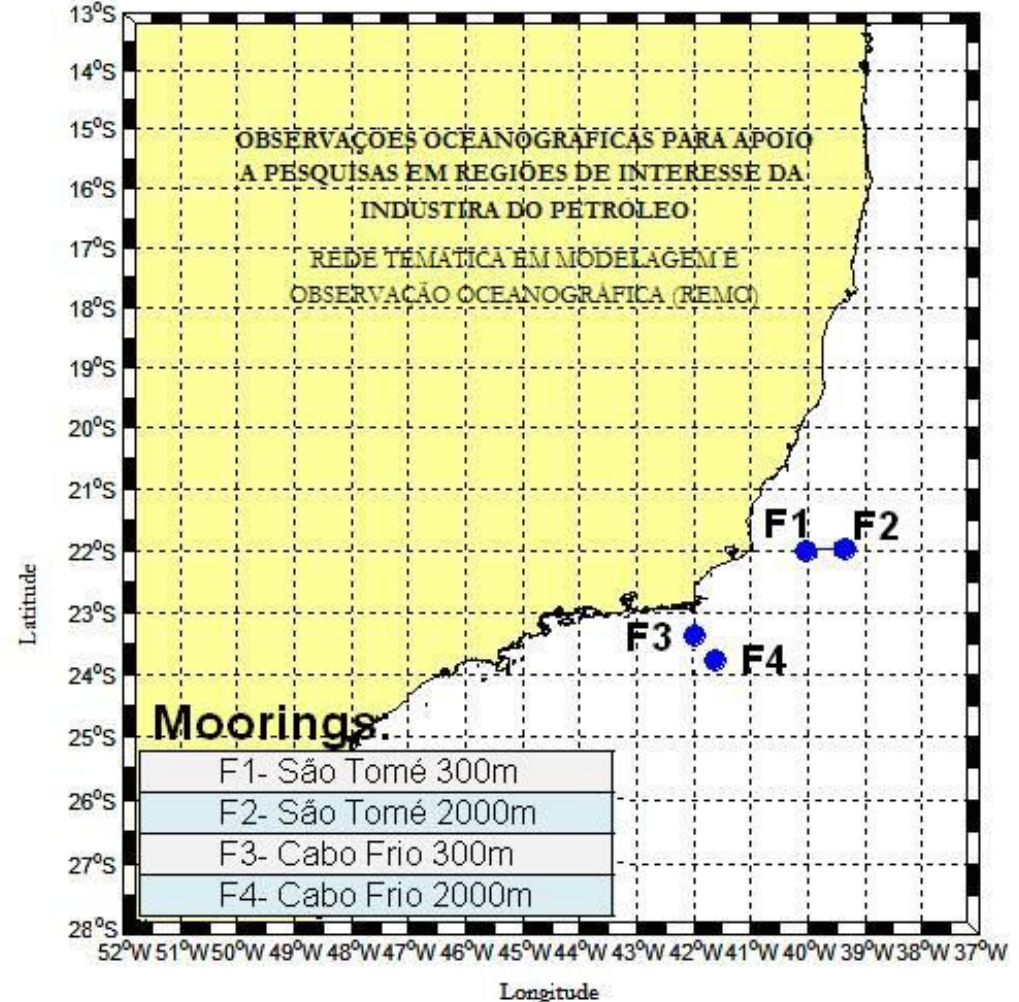 13°S
14°S
15°S
16°S
17°S
18°S
19°S
20°S
21°S
22°S
23°S
24°S
25°S
26°S
27°S
28°S
Latitude
OBSERVAÇÕES OCEANOGRÁFICAS PARA APOIO
A PESQUISAS EM REGIÕES DE INTERESSE DA
INDÚSTIRA DO PETRÓLEO
REDE TEMÁTICA EM MODELAGEM E
OBSERVAÇÃO OCEANOGRÁFICA (REMO)
F1 F2
F3
F4
Moorings.
F1- São Tomé 300m
F2- São Tomé 2000m
F3- Cabo Frio 300m
F4- Cabo Frio 2000m
52°W 51°W 50°W 49°W 48°W 47°W 46°W 45°W 44°W 43°W 42°W 41°W 40°W 39°W 38°W 37°W
Longitude